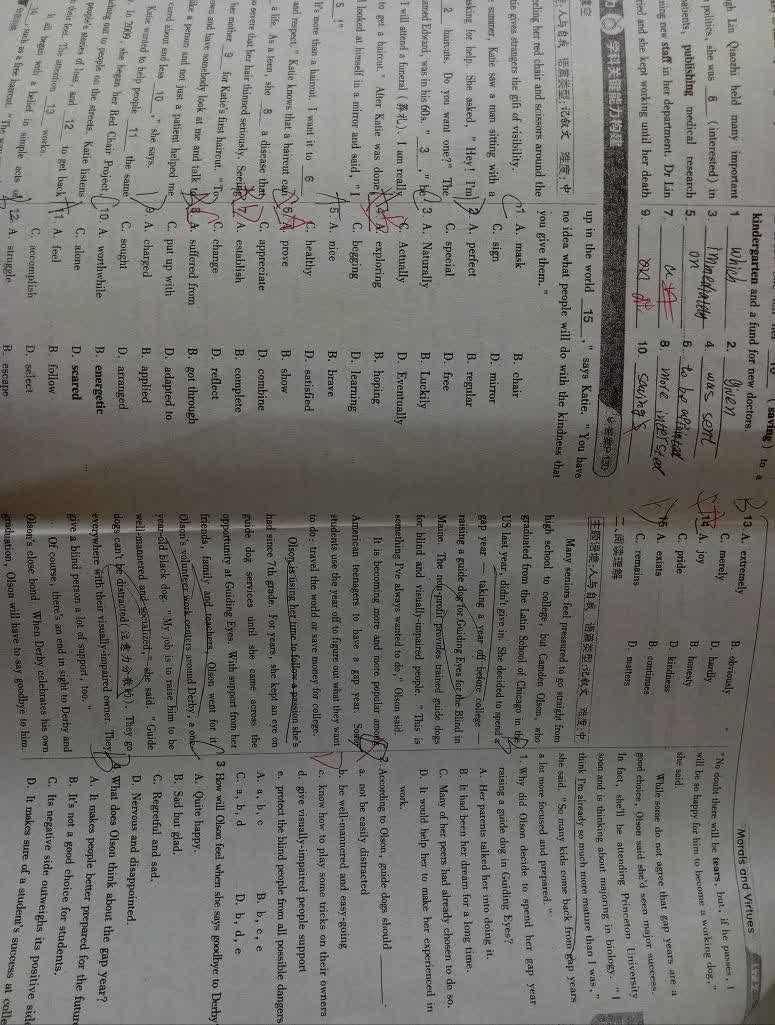 kindergarten and a fund for new doctors.
gh Lin Qiaozhi held many important
politics, she was 8 (interested) in
patients, publishing medical research
ning new staff in her department. Dr Lin
ried and she kept working until her death
10 (saving) to a
1. Which 2. given
3. Immediately 4. was sent
5. on 6. to be appointed
7. a 8. more interested
9. 10. savings
学科关键能力构建
答案P130
主题语境:人与自我 语篇类型:记叙文 难度:中
ting her red chair and scissors around the
tie gives strangers the gift of visibility.
summer, Katie saw a man sitting with a
asking for help. She asked, "Hey! I'm
2 haircuts. Do you want one?" The
amed Edward, was in his 60s. " 3 ," he
I will attend a funeral (葬礼). I am really
to get a haircut." After Katie was done,
looked at himself in a mirror and said, "I
5 !"
It's more than a haircut, I want it to 6
and respect." Katie knows that a haircut can
a life. As a teen, she 8 a disease that
so severe that her hair thinned seriously. Seeing
her mother 9 for Katie's first haircut. "To
own and have somebody look at me and talk to
like a person and not just a patient helped me
cared about and less 10 ," she says.
Katie wanted to help people 11 the same
. In 2009, she began her Red Chair Project,
hing out to people on the streets. Katie listens
people's stories of loss, and 12 to get back
their feet. The attention 13 works.
It all began with a belief in simple acts of
14 , such as a free haircut. "The way
up in the world 15 ," says Katie. "You have
no idea what people will do with the kindness that
you give them."
1. A. mask B. chair
C. sign D. mirror
2. A. perfect B. regular
C. special D. free
3. A. Naturally B. Luckily
C. Actually D. Eventually
4. A. exploring B. hoping
C. begging D. learning
5. A. nice B. brave
C. healthy D. satisfied
6. A. prove B. show
C. appreciate D. combine
7. A. establish B. complete
C. change D. reflect
8. A. suffered from B. got through
C. put up with D. adapted to
9. A. charged B. applied
C. sought D. arranged
10. A. worthwhile B. energetic
C. alone D. scared
11. A. feel B. follow
C. accomplish D. select
12. A. struggle B. escape
Morals and Virtues
13. A. extremely B. obviously
C. merely D. hardly
14. A. joy B. honesty
C. pride D. kindness
15. A. exists B. continues
C. remains D. matters
二、阅读理解
主题语境:人与自我 语篇类型:记叙文 难度:中
Many seniors feel pressured to go straight from
high school to college, but Camden Olson, who
graduated from the Latin School of Chicago in the
US last year, didn't give in. She decided to spend a
gap year — taking a year off before college —
raising a guide dog for Guiding Eyes for the Blind in
Maine. The non-profit provides trained guide dogs
for blind and visually-impaired people. "This is
something I've always wanted to do," Olson said.
It is becoming more and more popular among
American teenagers to have a gap year. Some
students use the year off to figure out what they want
to do; travel the world or save money for college.
Olson is using her time to follow a passion she's
had since 7th grade. For years, she kept an eye on
guide dog services until she came across the
opportunity at Guiding Eyes. With support from her
friends, family and teachers, Olson went for it.
Olson's volunteer work centers around Derby, a one-
year-old black dog. "My job is to raise him to be
well-mannered and socialized," she said. "Guide
dogs can't be distracted (注意力分散的). They go
everywhere with their visually-impaired owner. They
give a blind person a lot of support, too."
Of course, there's an end in sight to Derby and
Olson's close bond. When Derby celebrates his own
graduation, Olson will have to say goodbye to him.
"No doubt there will be tears, but, if he passes, I
will be so happy for him to become a working dog,"
she said.
While some do not agree that gap years are a
good choice, Olson said she'd seen major success.
In fact, she'll be attending Princeton University
soon and is thinking about majoring in biology. "I
think I'm already so much more mature than I was,"
she said. "So many kids come back from gap years
a lot more focused and prepared."
1. Why did Olson decide to spend her gap year
raising a guide dog in Guiding Eyes?
A. Her parents talked her into doing it.
B. It had been her dream for a long time.
C. Many of her peers had already chosen to do so.
D. It would help her to make her experienced in
work.
2. According to Olson, guide dogs should ____.
a. not be easily distracted
b. be well-mannered and easy-going
c. know how to play some tricks on their owners
d. give visually-impaired people support
e. protect the blind people from all possible dangers
A. a, b, c B. b, c, e
C. a, b, d D. b, d, e
3. How will Olson feel when she says goodbye to Derby
A. Quite happy.
B. Sad but glad.
C. Regretful and sad.
D. Nervous and disappointed.
4. What does Olson think about the gap year?
A. It makes people better prepared for the future
B. It's not a good choice for students.
C. Its negative side outweighs its positive side
D. It makes sure of a student's success at colle